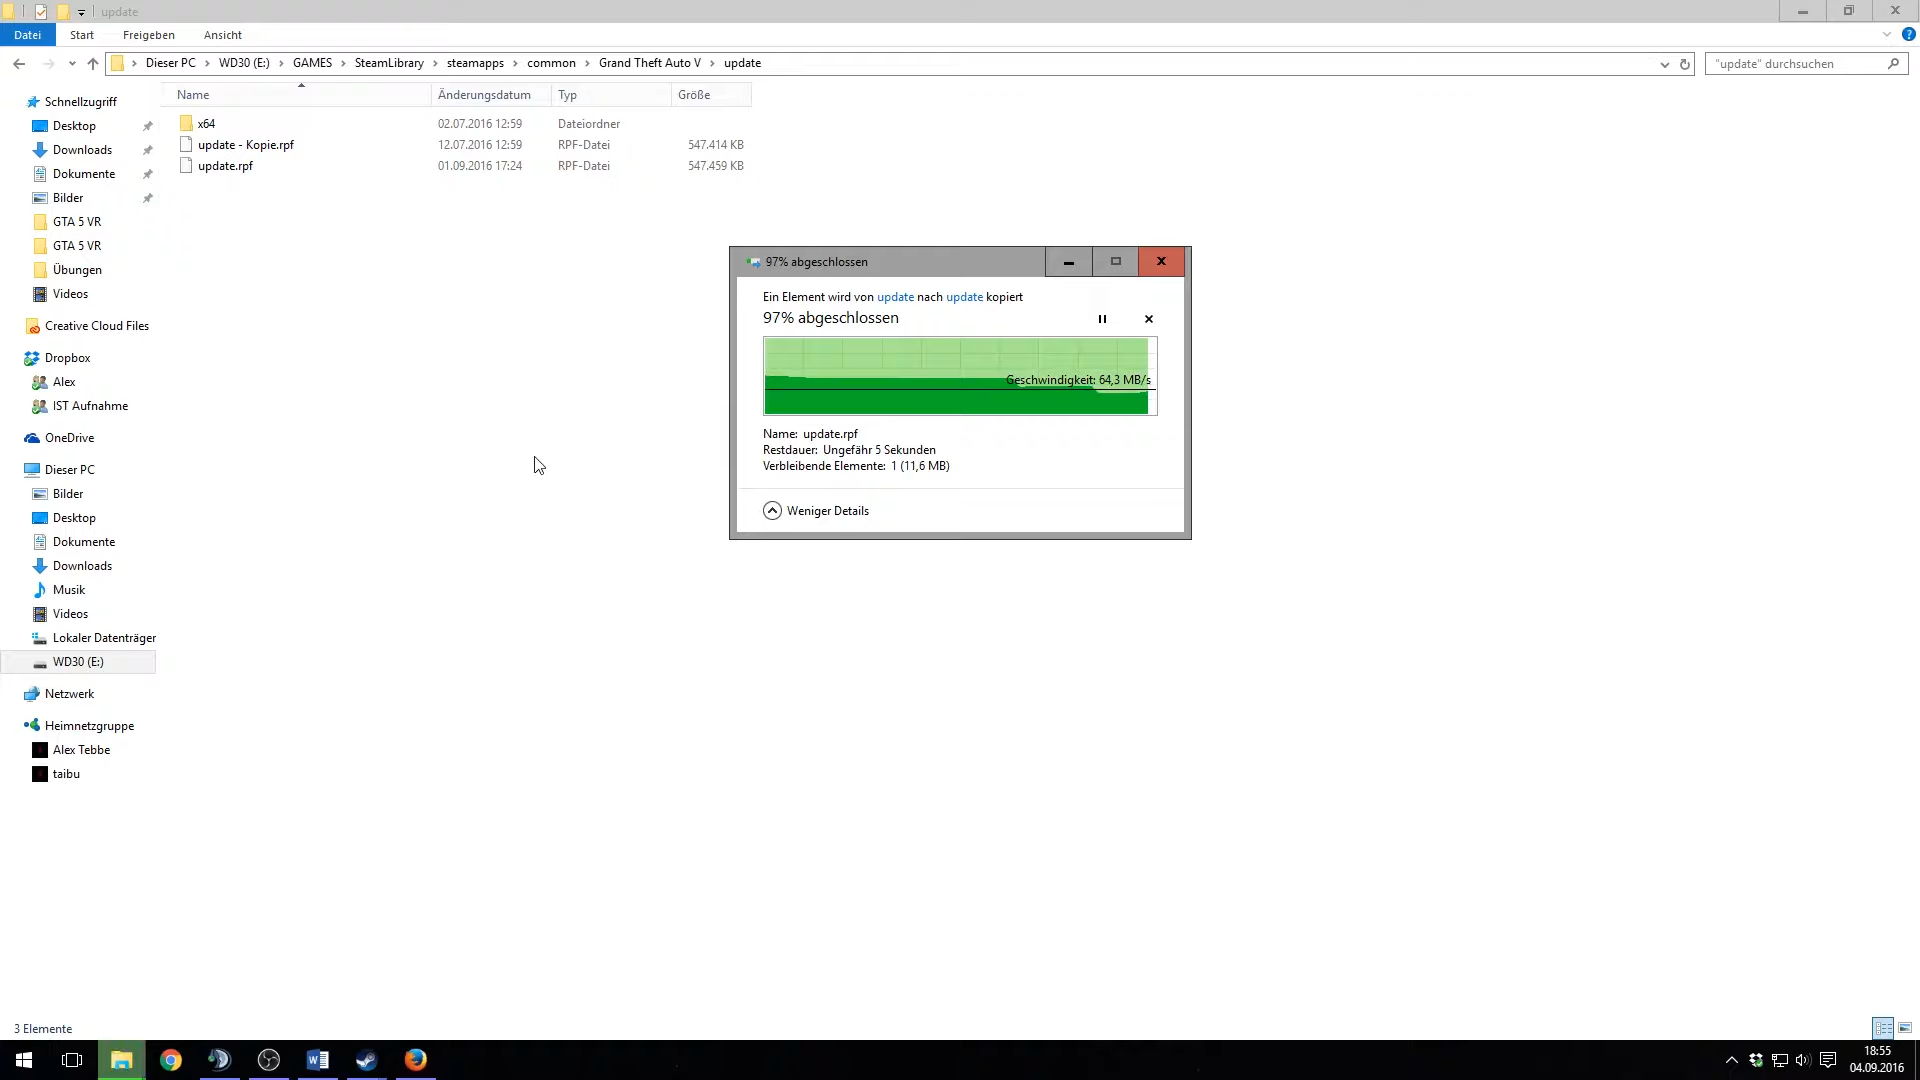 update
Datei Start Freigeben Ansicht
Dieser PC WD30 (E:) GAMES SteamLibrary steamapps common Grand Theft Auto V update
"update" durchsuchen
Name Änderungsdatum Typ Größe
x64 02.07.2016 12:59 Dateiordner
update - Kopie.rpf 12.07.2016 12:59 RPF-Datei 547.414 KB
update.rpf 01.09.2016 17:24 RPF-Datei 547.459 KB
Schnellzugriff
Desktop
Downloads
Dokumente
Bilder
GTA 5 VR
GTA 5 VR
Übungen
Videos
Creative Cloud Files
Dropbox
Alex
IST Aufnahme
OneDrive
Dieser PC
Bilder
Desktop
Dokumente
Downloads
Musik
Videos
Lokaler Datenträger
WD30 (E:)
Netzwerk
Heimnetzgruppe
Alex Tebbe
taibu
97% abgeschlossen
Ein Element wird von update nach update kopiert
97% abgeschlossen
Geschwindigkeit: 64,3 MB/s
Name: update.rpf
Restdauer: Ungefähr 5 Sekunden
Verbleibende Elemente: 1 (11,6 MB)
Weniger Details
3 Elemente
18:55
04.09.2016